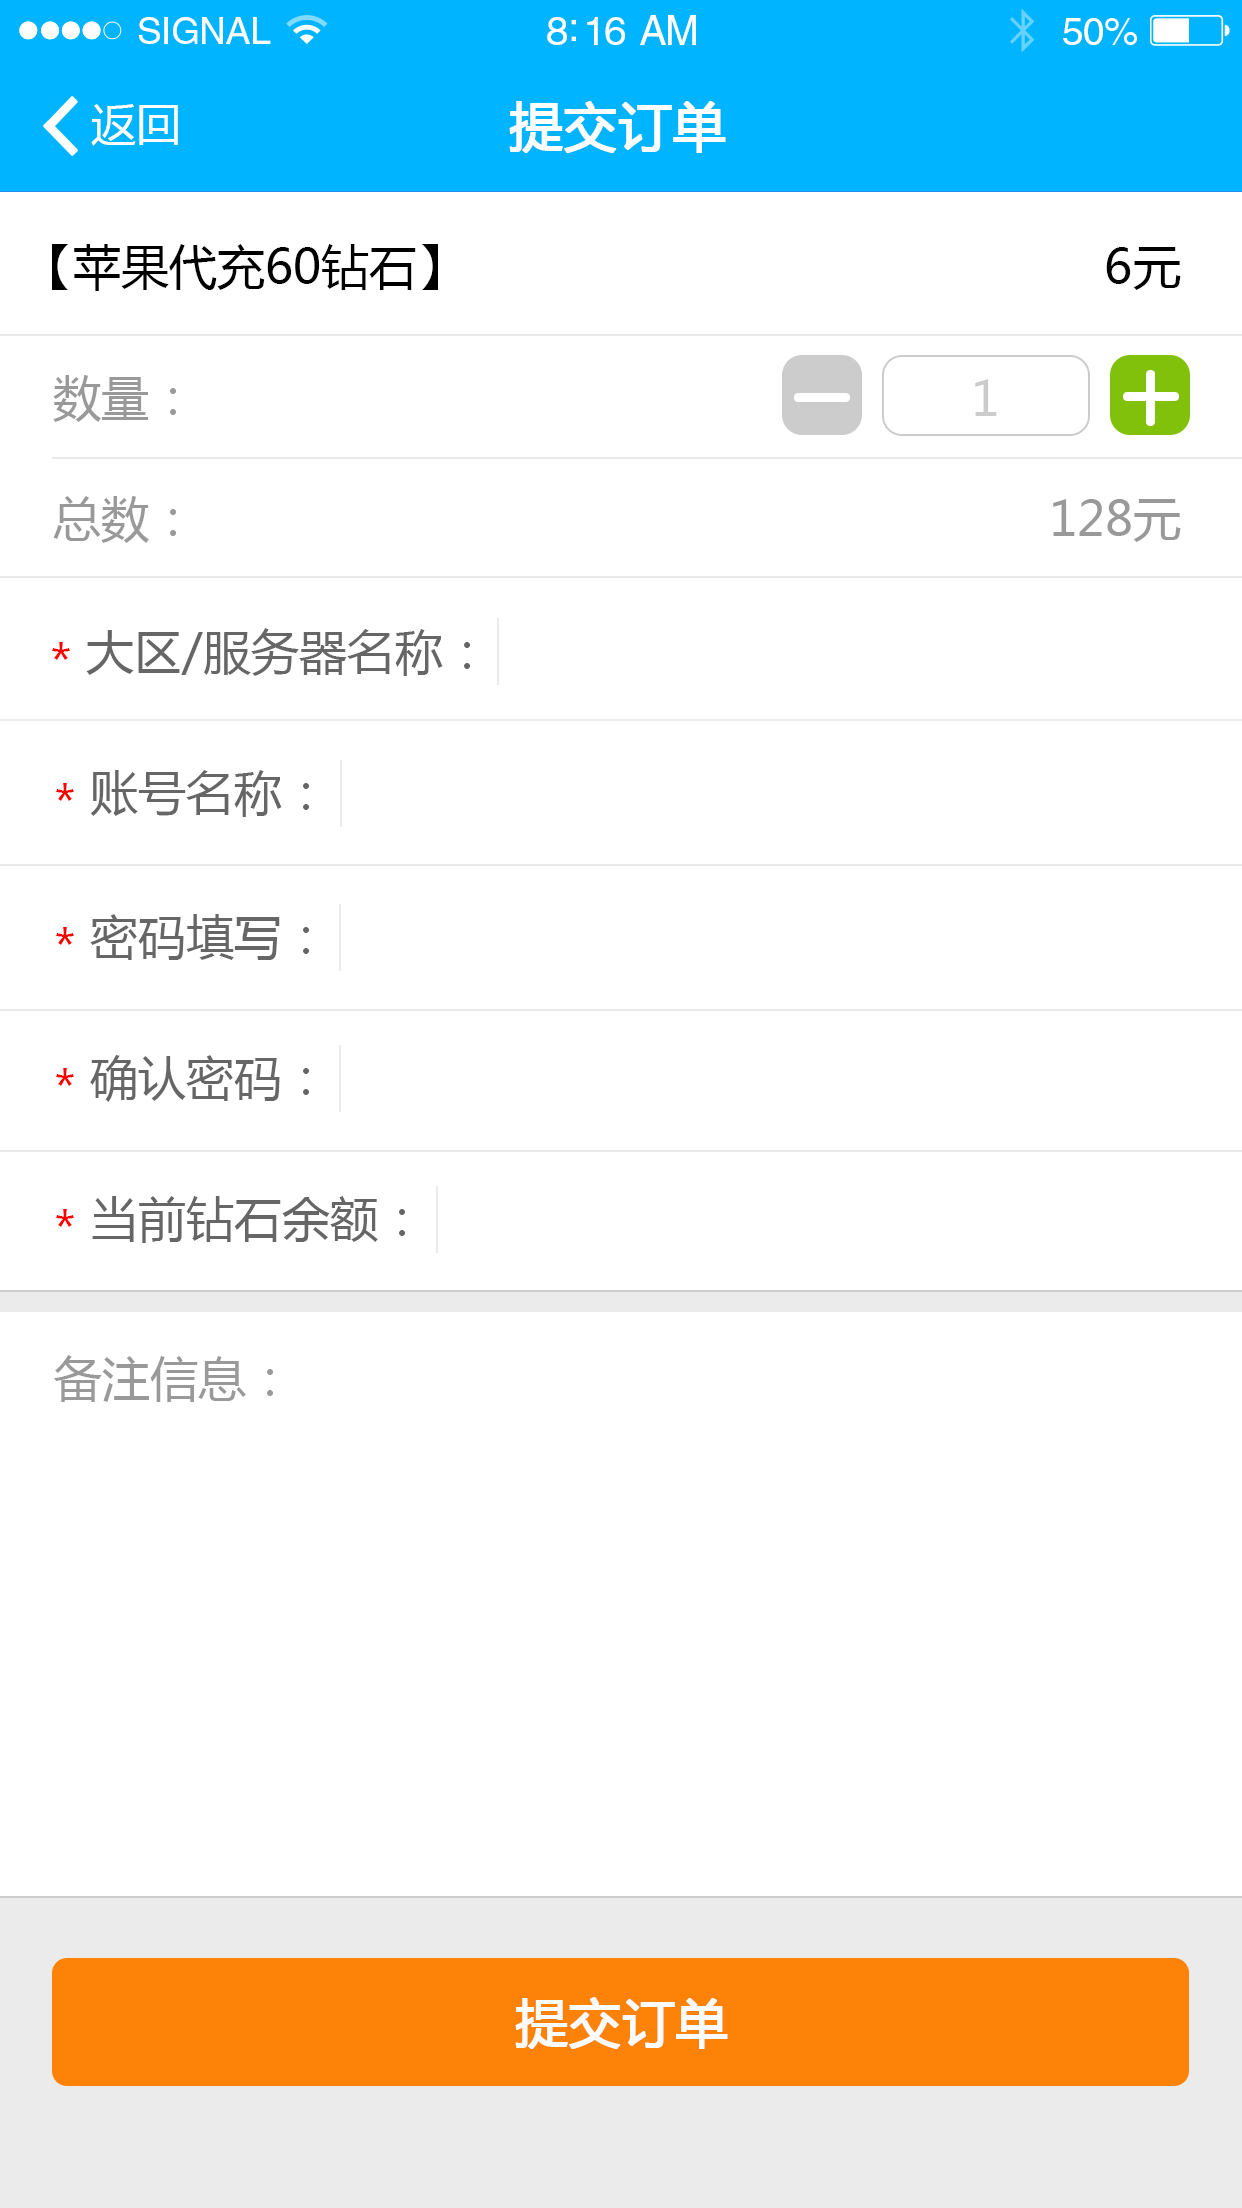 SIGNAL 8:16 AM 50%
返回 提交订单
【苹果代充60钻石】 6元
数量： 1
总数： 128元
* 大区/服务器名称：
* 账号名称：
* 密码填写：
* 确认密码：
* 当前钻石余额：
备注信息：
提交订单